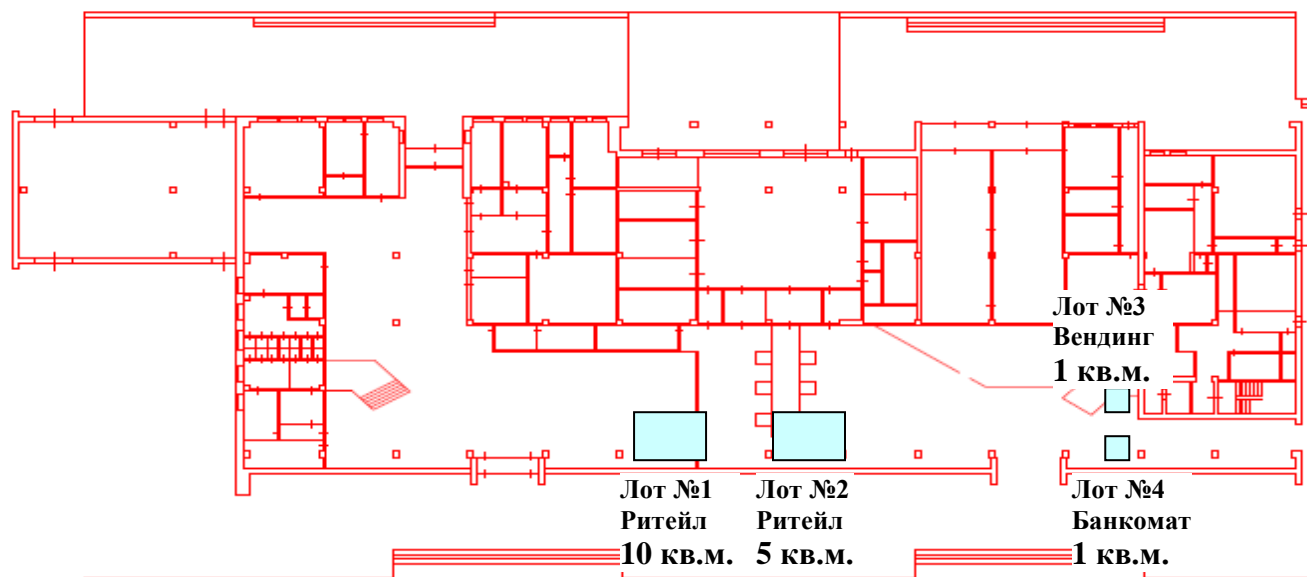 Лот №3
Вендинг
1 кв.м.
Лот №1
Ритейл
10 кв.м.
Лот №2
Ритейл
5 кв.м.
Лот №4
Банкомат
1 кв.м.